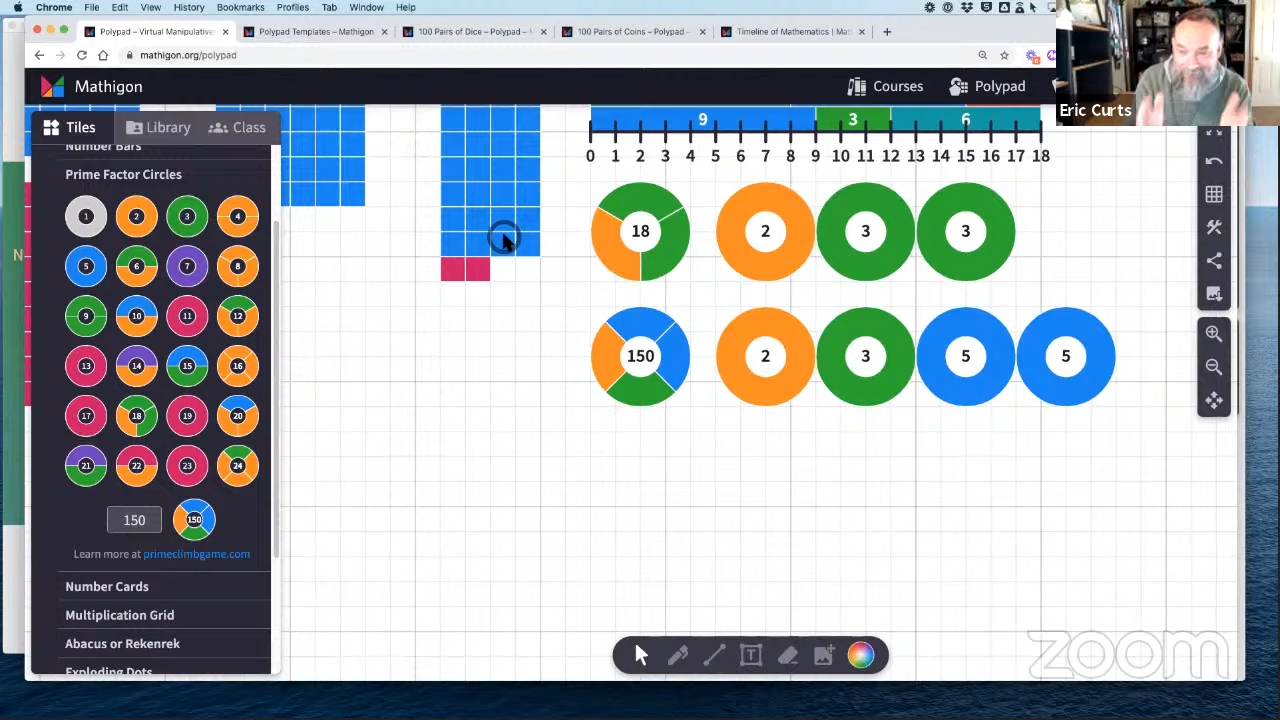 Chrome File Edit View History Bookmarks Profiles Tab Window Help
Polypad – Virtual Manipulative Polypad Templates – Mathigon 100 Pairs of Dice – Polypad – 100 Pairs of Coins – Polypad – Timeline of Mathematics | Mat
mathigon.org/polypad
Mathigon Courses Polypad
Eric Curts
Tiles Library Class
Number Bars
Prime Factor Circles
1 2 3 4
5 6 7 8
9 10 11 12
13 14 15 16
17 18 19 20
21 22 23 24
150 150
Learn more at primeclimbgame.com
Number Cards
Multiplication Grid
Abacus or Rekenrek
Exploding Dots
N
9 3 6
0 1 2 3 4 5 6 7 8 9 10 11 12 13 14 15 16 17 18
18 2 3 3
150 2 3 5 5
T
zoom